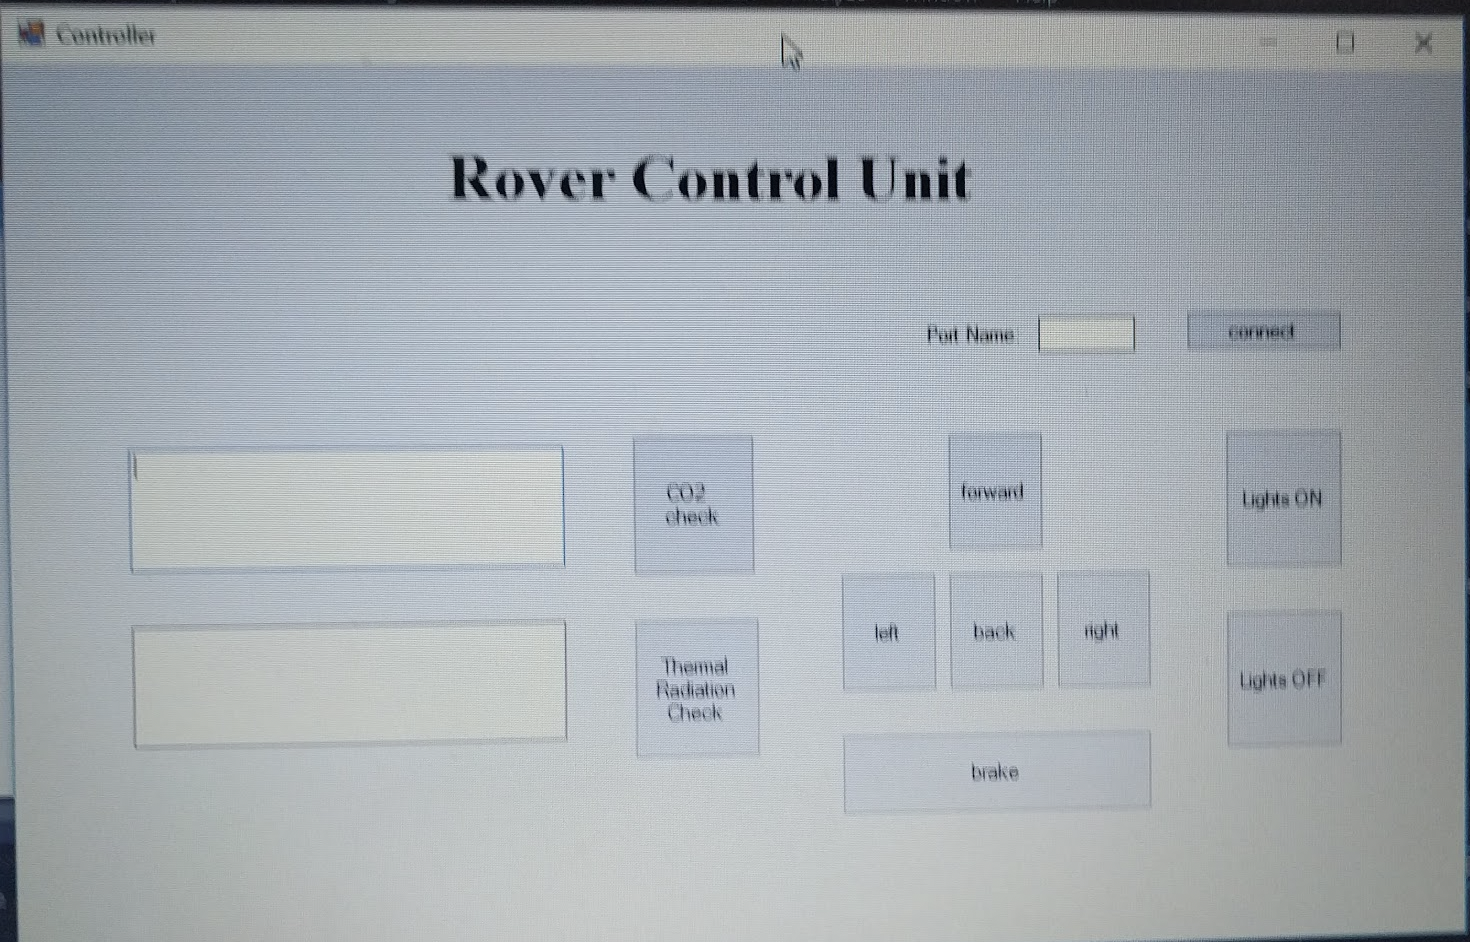 Controller
Rover Control Unit
Port Name
connect
CO2
check
forward
Lights ON
left
back
right
Thermal
Radiation
Check
Lights OFF
brake